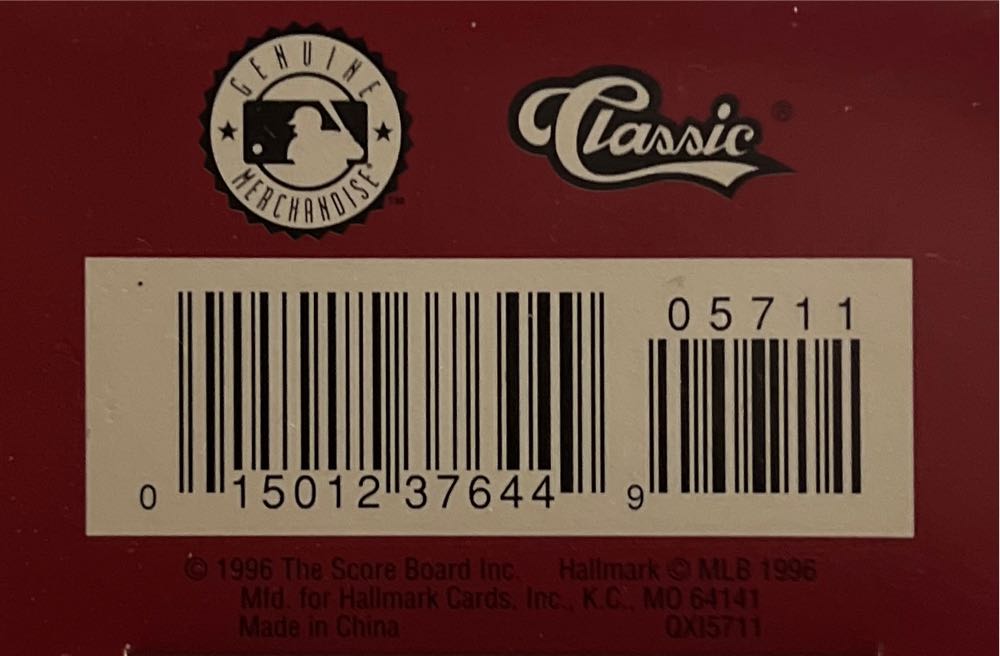 GENUINE
MERCHANDISE™
Classic®
05711
0 15012 37644 9
© 1996 The Score Board Inc. Hallmark © MLB 1996
Mfd. for Hallmark Cards, Inc., K.C., MO 64141
Made in China QXI5711